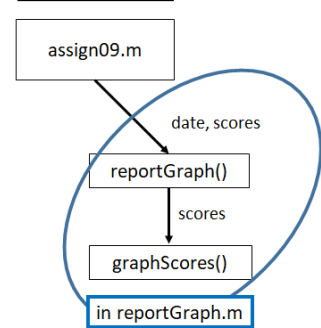 assign09.m
date, scores
reportGraph()
scores
graphScores()
in reportGraph.m